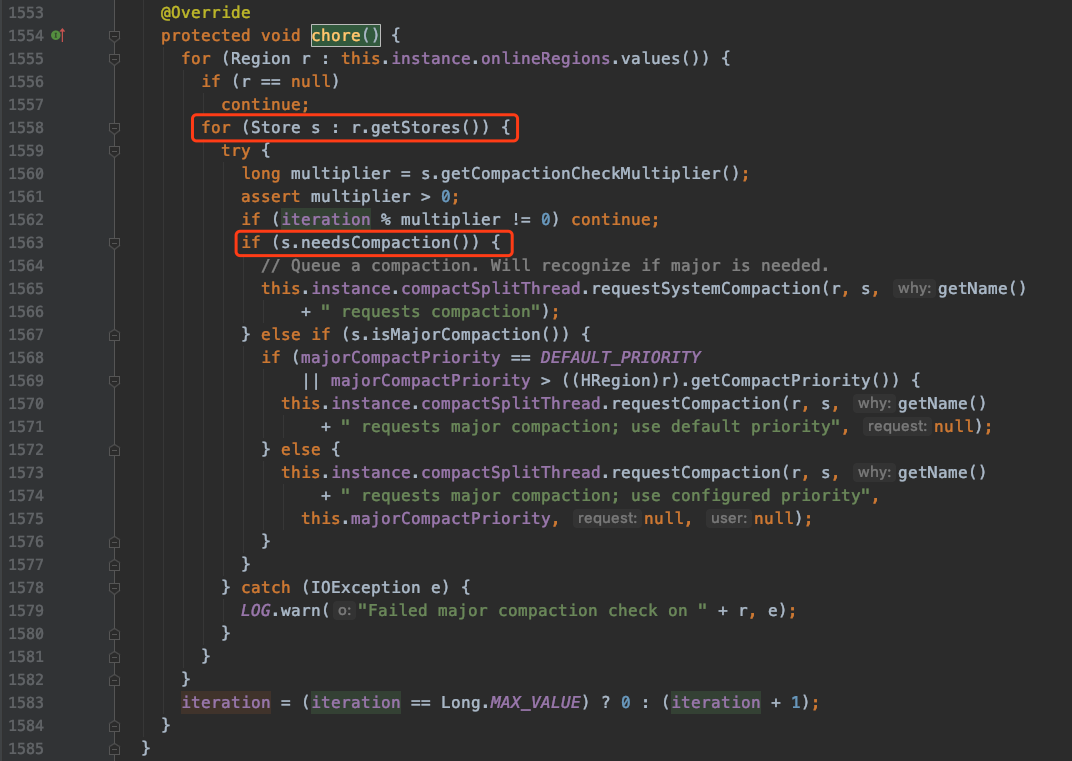 1553 @Override
1554 protected void chore() {
1555 for (Region r : this.instance.onlineRegions.values()) {
1556 if (r == null)
1557 continue;
1558 for (Store s : r.getStores()) {
1559 try {
1560 long multiplier = s.getCompactionCheckMultiplier();
1561 assert multiplier > 0;
1562 if (iteration % multiplier != 0) continue;
1563 if (s.needsCompaction()) {
1564 // Queue a compaction. Will recognize if major is needed.
1565 this.instance.compactSplitThread.requestSystemCompaction(r, s, why: getName()
1566 + " requests compaction");
1567 } else if (s.isMajorCompaction()) {
1568 if (majorCompactPriority == DEFAULT_PRIORITY
1569 || majorCompactPriority > ((HRegion)r).getCompactPriority()) {
1570 this.instance.compactSplitThread.requestCompaction(r, s, why: getName()
1571 + " requests major compaction; use default priority", request: null);
1572 } else {
1573 this.instance.compactSplitThread.requestCompaction(r, s, why: getName()
1574 + " requests major compaction; use configured priority",
1575 this.majorCompactPriority, request: null, user: null);
1576 }
1577 }
1578 } catch (IOException e) {
1579 LOG.warn( o: "Failed major compaction check on " + r, e);
1580 }
1581 }
1582 }
1583 iteration = (iteration == Long.MAX_VALUE) ? 0 : (iteration + 1);
1584 }
1585 }